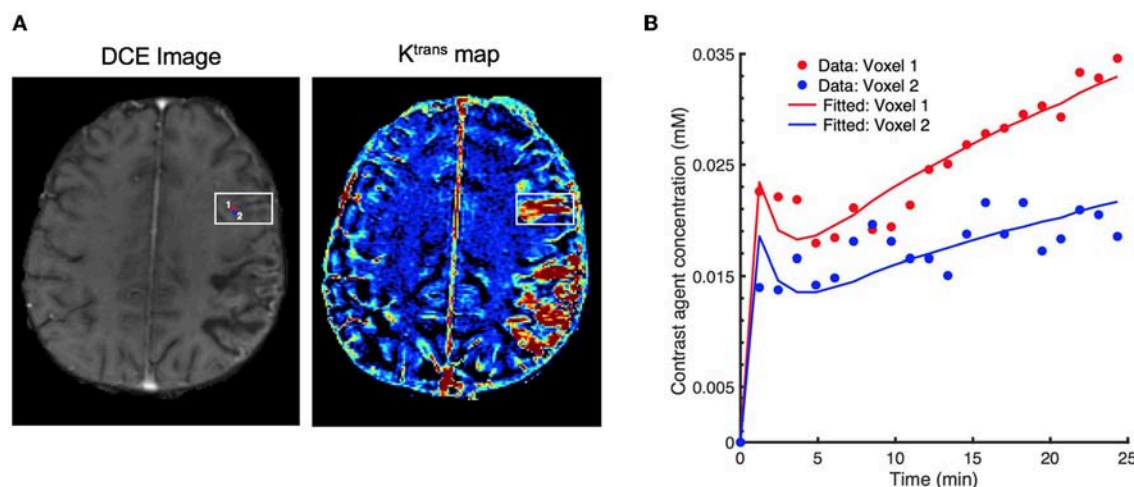 A
DCE Image
K^trans map
1
2
B
Data: Voxel 1
Data: Voxel 2
Fitted: Voxel 1
Fitted: Voxel 2
Contrast agent concentration (mM)
0.035
0.025
0.015
0.005
0
0 5 10 15 20 25
Time (min)